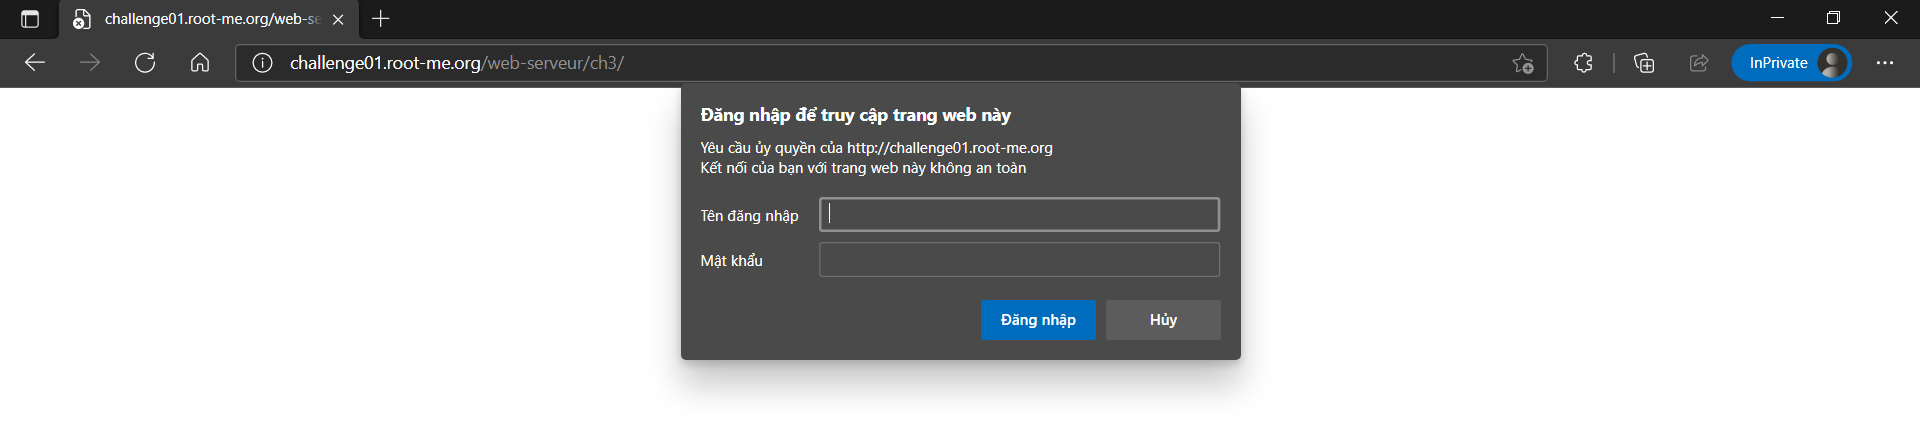 challenge01.root-me.org/web-se
challenge01.root-me.org/web-serveur/ch3/
InPrivate
Đăng nhập để truy cập trang web này
Yêu cầu ủy quyền của http://challenge01.root-me.org
Kết nối của bạn với trang web này không an toàn
Tên đăng nhập
Mật khẩu
Đăng nhập
Hủy